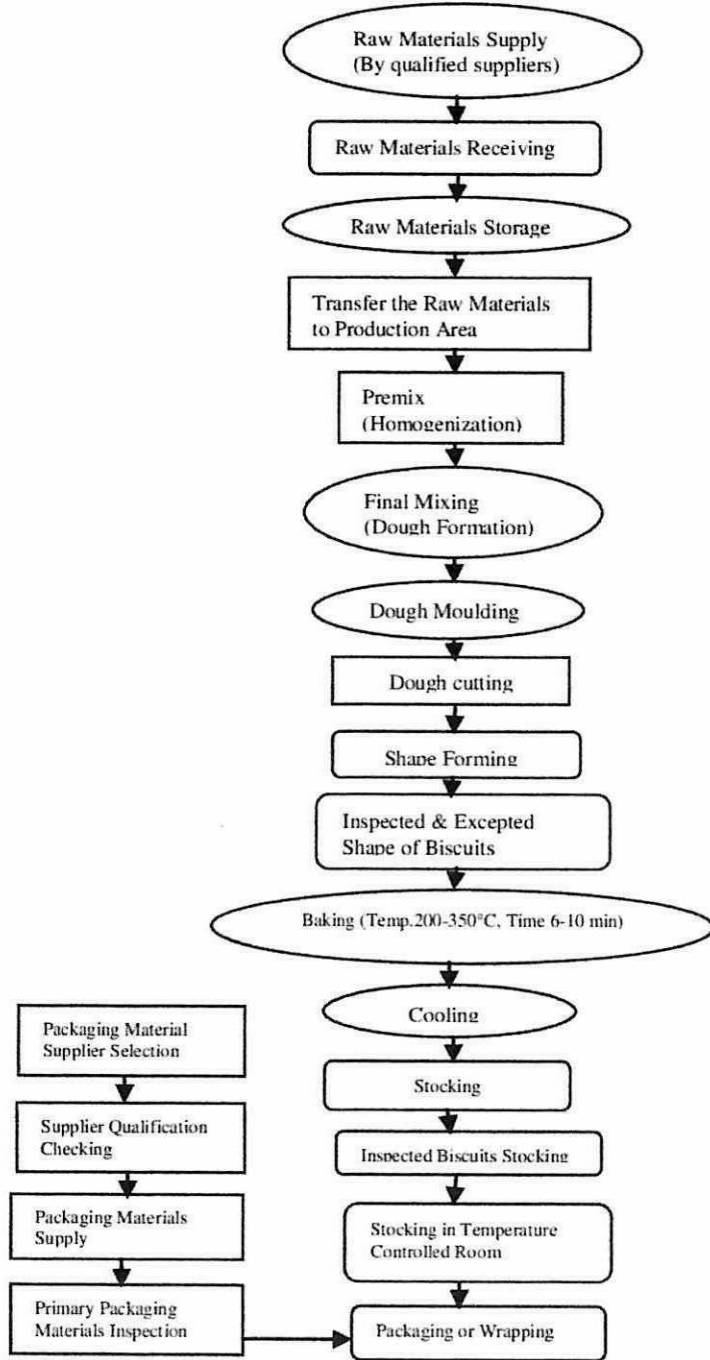 Raw Materials Supply
(By qualified suppliers)
Raw Materials Receiving
Raw Materials Storage
Transfer the Raw Materials
to Production Area
Premix
(Homogenization)
Final Mixing
(Dough Formation)
Dough Moulding
Dough cutting
Shape Forming
Inspected & Excepted
Shape of Biscuits
Baking (Temp.200-350°C, Time 6-10 min)
Cooling
Stocking
Inspected Biscuits Stocking
Stocking in Temperature
Controlled Room
Packaging Material
Supplier Selection
Supplier Qualification
Checking
Packaging Materials
Supply
Primary Packaging
Materials Inspection
Packaging or Wrapping